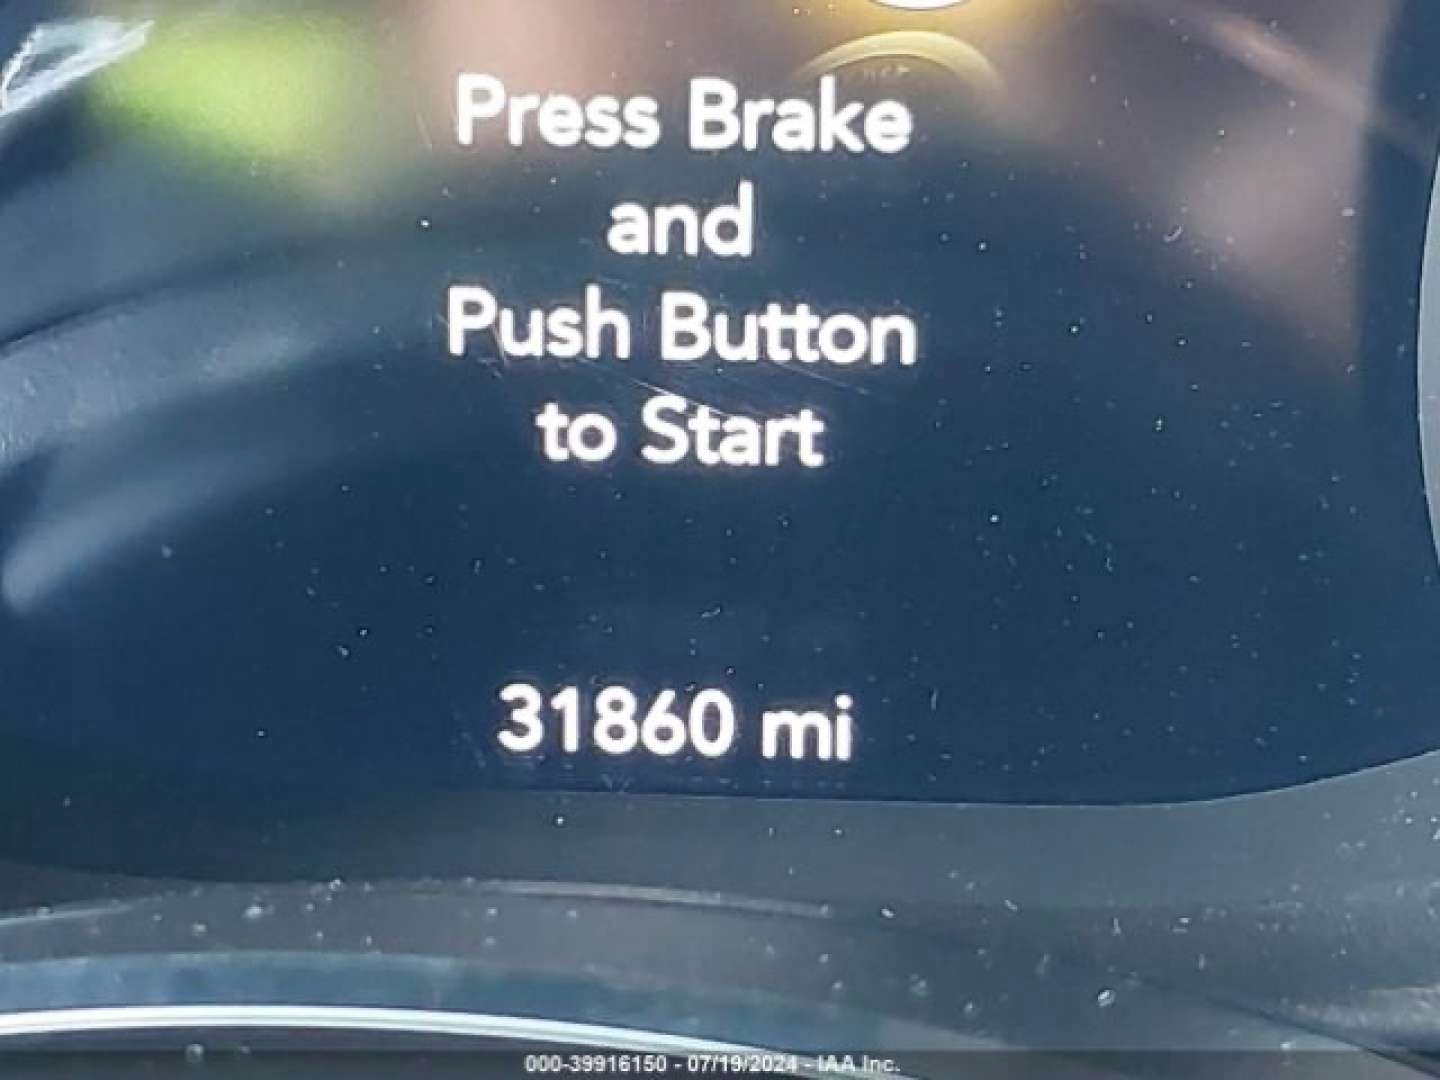 Press Brake
and
Push Button
to Start
31860 mi
000-39916150 - 07/19/2024 - IAA Inc.